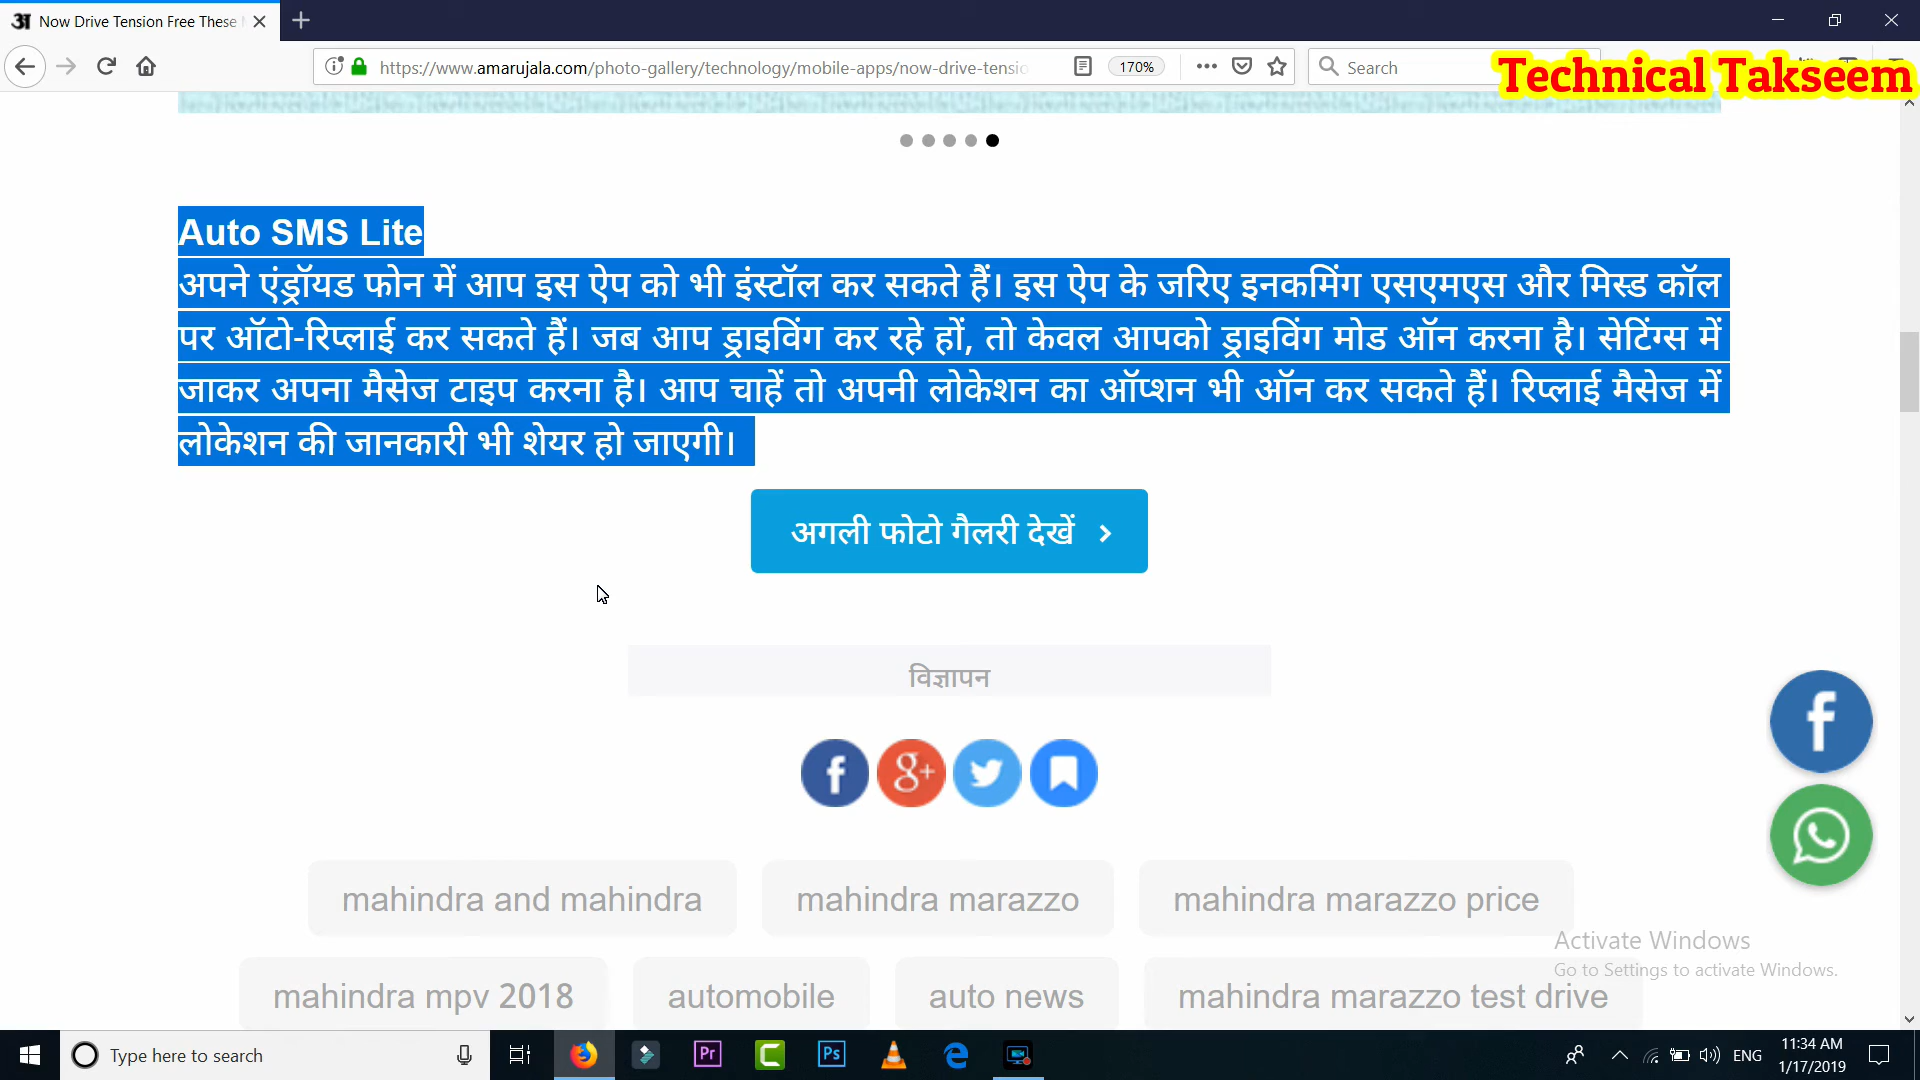 Now Drive Tension Free These
https://www.amarujala.com/photo-gallery/technology/mobile-apps/now-drive-tensio
170%
Search
Technical Takseem
Auto SMS Lite
अपने एंड्रॉयड फोन में आप इस ऐप को भी इंस्टॉल कर सकते हैं। इस ऐप के जरिए इनकमिंग एसएमएस और मिस्ड कॉल
पर ऑटो-रिप्लाई कर सकते हैं। जब आप ड्राइविंग कर रहे हों, तो केवल आपको ड्राइविंग मोड ऑन करना है। सेटिंग्स में
जाकर अपना मैसेज टाइप करना है। आप चाहें तो अपनी लोकेशन का ऑप्शन भी ऑन कर सकते हैं। रिप्लाई मैसेज में
लोकेशन की जानकारी भी शेयर हो जाएगी।
अगली फोटो गैलरी देखें
विज्ञापन
mahindra and mahindra
mahindra marazzo
mahindra marazzo price
Activate Windows
Go to Settings to activate Windows.
mahindra mpv 2018
automobile
auto news
mahindra marazzo test drive
Type here to search
Pr
Ps
ENG
11:34 AM
1/17/2019